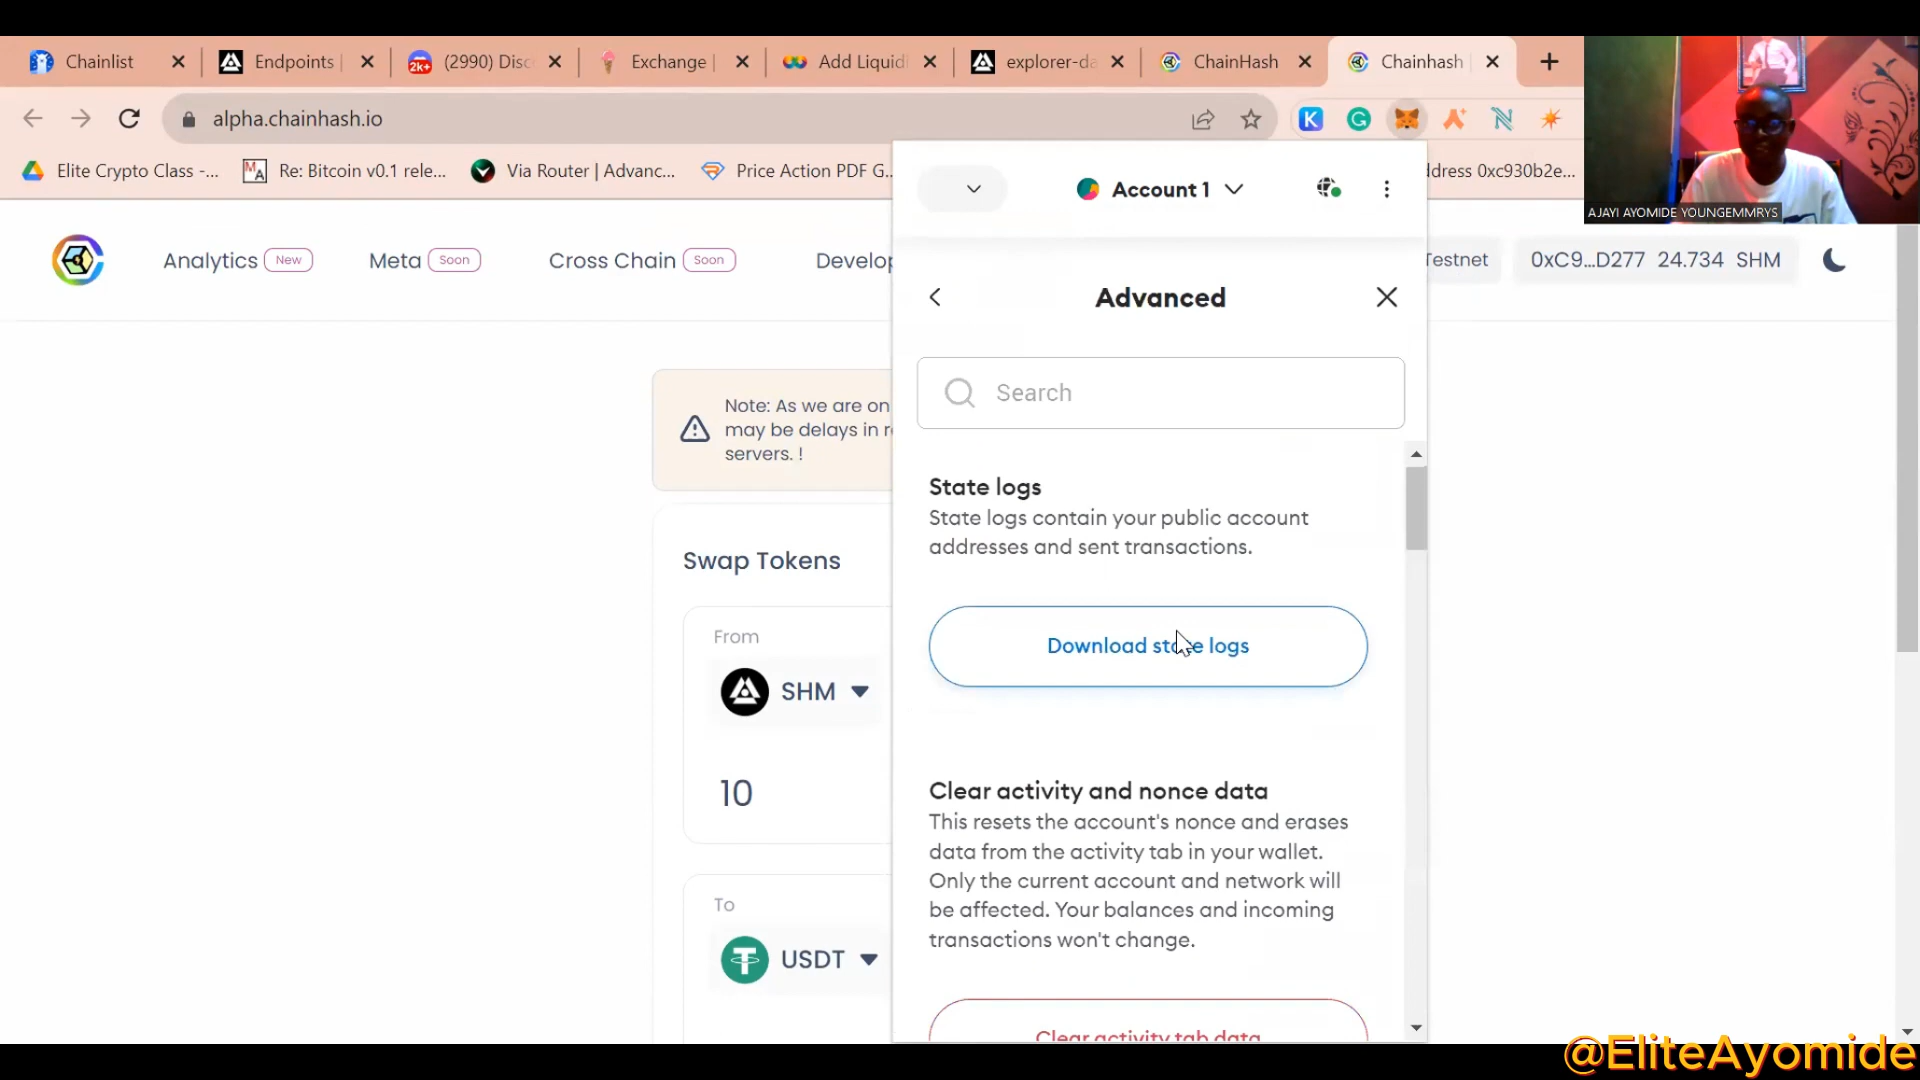 Chainlist
Endpoints |
2k+
(2990) Disc
Exchange |
Add Liquidi
explorer-da
ChainHash
Chainhash |
alpha.chainhash.io
K
G
Elite Crypto Class -...
MA
Re: Bitcoin v0.1 rele...
Via Router | Advanc...
Price Action PDF G...
ddress 0xc930b2e...
AJAYI AYOMIDE YOUNGEMMRYS
Account 1
Analytics
New
Meta
Soon
Cross Chain
Soon
Develop
Testnet
0xC9...D277 24.734 SHM
Advanced
Search
Note: As we are on
may be delays in r
servers. !
State logs
State logs contain your public account
addresses and sent transactions.
Swap Tokens
From
Download state logs
SHM
10
Clear activity and nonce data
This resets the account's nonce and erases
data from the activity tab in your wallet.
Only the current account and network will
be affected. Your balances and incoming
transactions won't change.
To
USDT
Clear activity tab data
@EliteAyomide